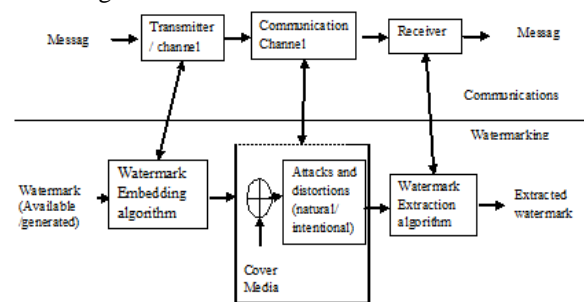 Messag
Transmitter
/ channel
Communication
Channel
Receiver
Messag
Communications
Watermarking
Watermark
(Available
/generated)
Watermark
Embedding
algorithm
Attacks and
distortions
(natural/
intentional)
Watermark
Extraction
algorithm
Extracted
watermark
Cover
Media